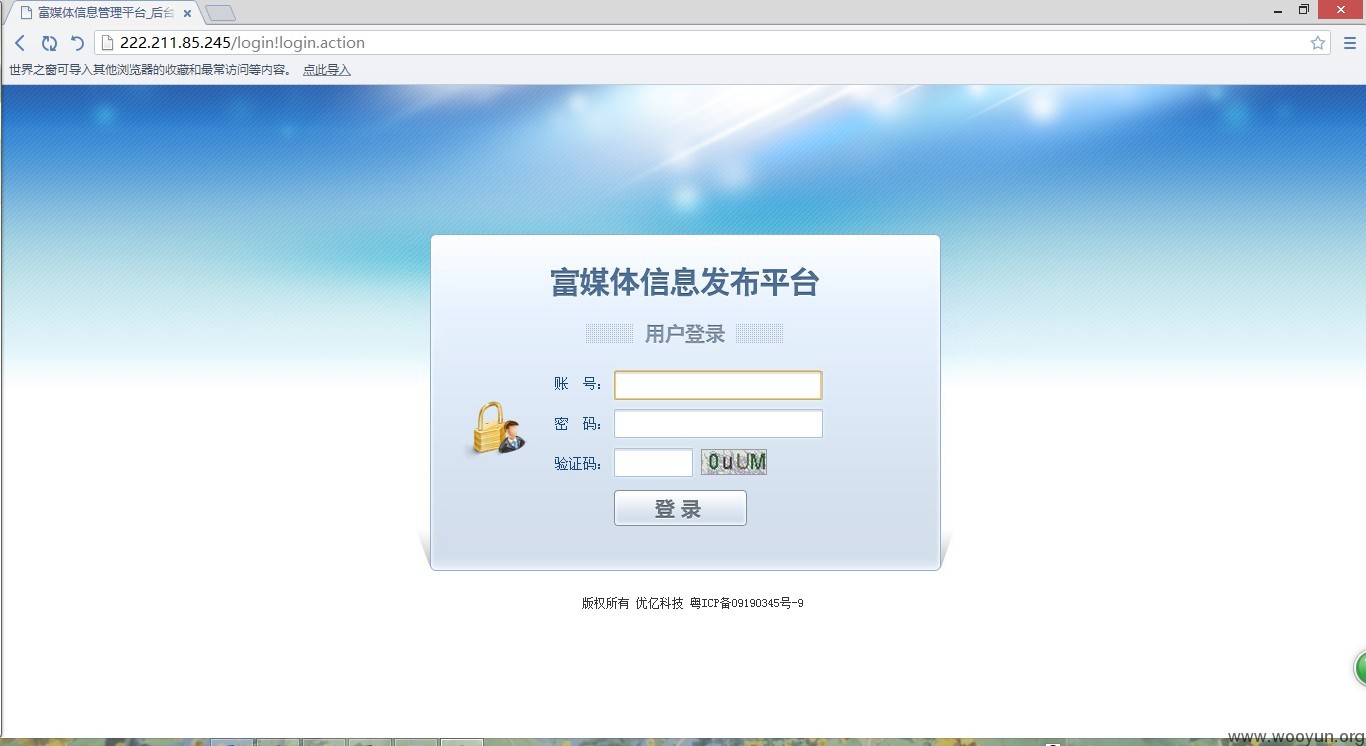 富媒体信息管理平台_后台
222.211.85.245/login!login.action
世界之窗可导入其他浏览器的收藏和最常访问等内容。 点此导入
富媒体信息发布平台
用户登录
账 号:
密 码:
验证码: 0uUM
登 录
版权所有 优亿科技 粤ICP备09190345号-9
www.wooyun.org